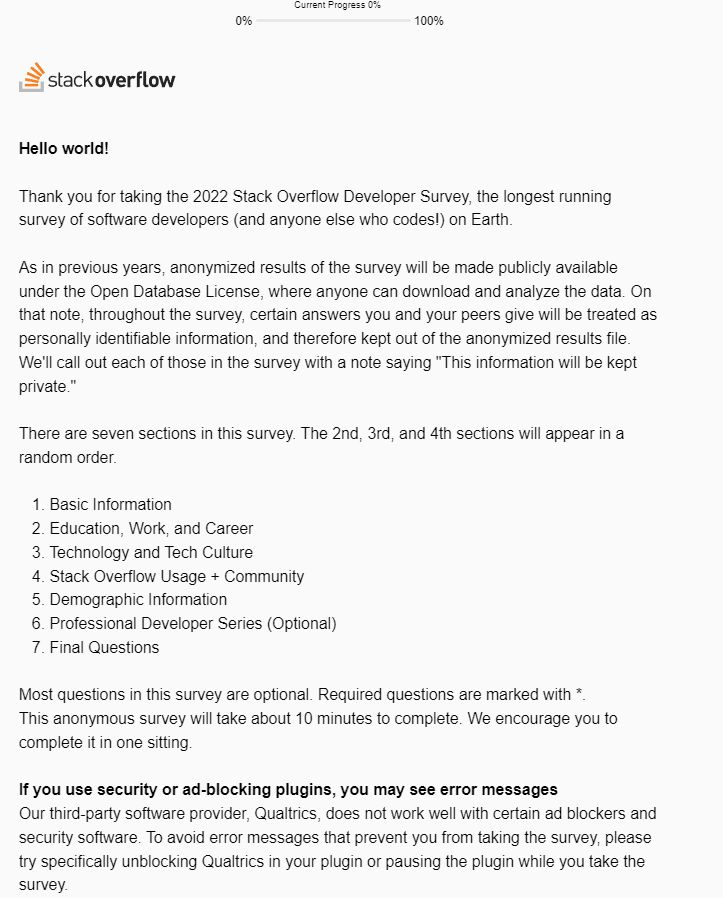 Current Progress 0%
0% 100%
stackoverflow
Hello world!
Thank you for taking the 2022 Stack Overflow Developer Survey, the longest running
survey of software developers (and anyone else who codes!) on Earth.
As in previous years, anonymized results of the survey will be made publicly available
under the Open Database License, where anyone can download and analyze the data. On
that note, throughout the survey, certain answers you and your peers give will be treated as
personally identifiable information, and therefore kept out of the anonymized results file.
We'll call out each of those in the survey with a note saying "This information will be kept
private."
There are seven sections in this survey. The 2nd, 3rd, and 4th sections will appear in a
random order.
1. Basic Information
2. Education, Work, and Career
3. Technology and Tech Culture
4. Stack Overflow Usage + Community
5. Demographic Information
6. Professional Developer Series (Optional)
7. Final Questions
Most questions in this survey are optional. Required questions are marked with *.
This anonymous survey will take about 10 minutes to complete. We encourage you to
complete it in one sitting.
If you use security or ad-blocking plugins, you may see error messages
Our third-party software provider, Qualtrics, does not work well with certain ad blockers and
security software. To avoid error messages that prevent you from taking the survey, please
try specifically unblocking Qualtrics in your plugin or pausing the plugin while you take the
survey.